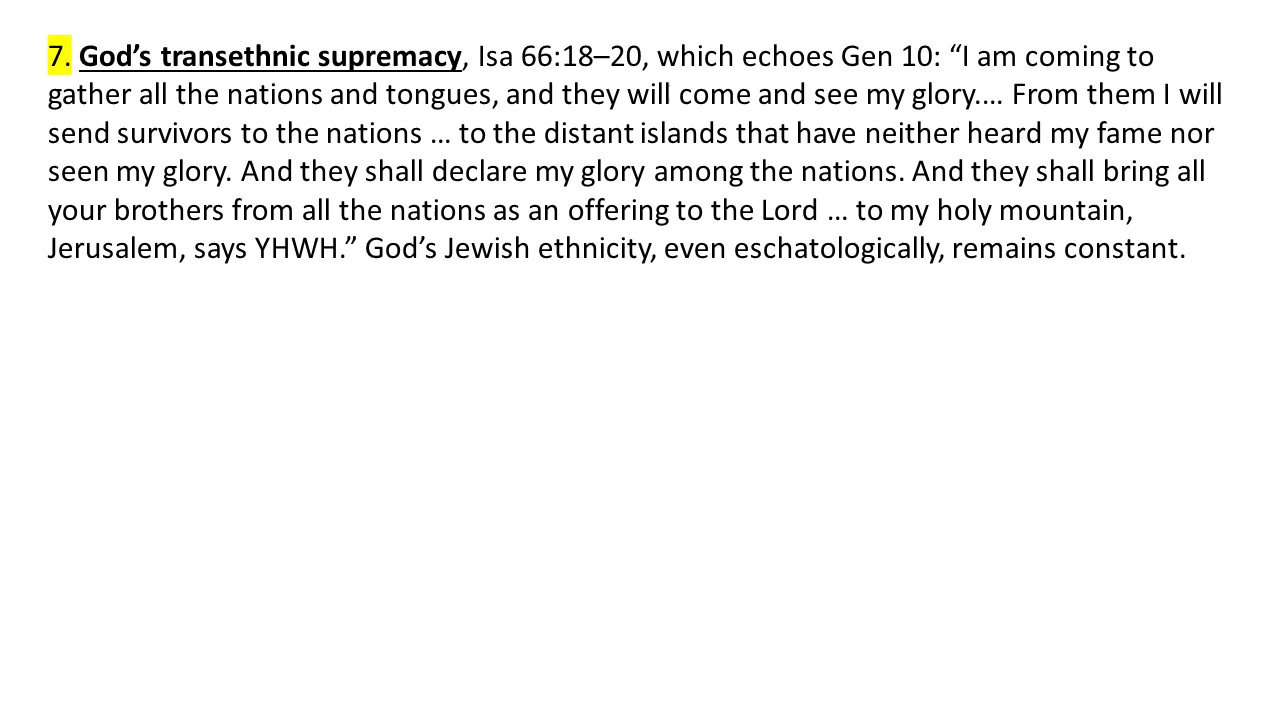 7. God’s transethnic supremacy, Isa 66:18–20, which echoes Gen 10: “I am coming to
gather all the nations and tongues, and they will come and see my glory.… From them I will
send survivors to the nations … to the distant islands that have neither heard my fame nor
seen my glory. And they shall declare my glory among the nations. And they shall bring all
your brothers from all the nations as an offering to the Lord … to my holy mountain,
Jerusalem, says YHWH.” God’s Jewish ethnicity, even eschatologically, remains constant.